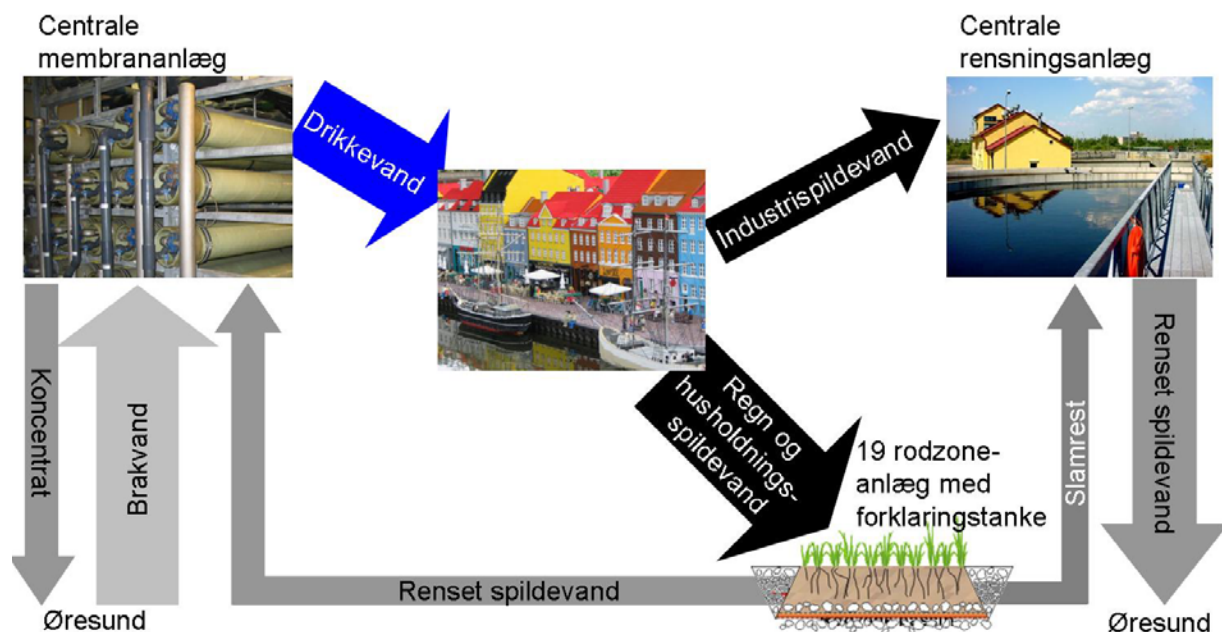 Centrale
membrananlæg
Centrale
rensningsanlæg
Drikkevand
Industrispildevand
Regn og
husholdnings-
spildevand
19 rodzone-
anlæg med
forklaringstanke
Koncentrat
Brakvand
Slamrest
Renset spildevand
Renset spildevand
Øresund
Øresund